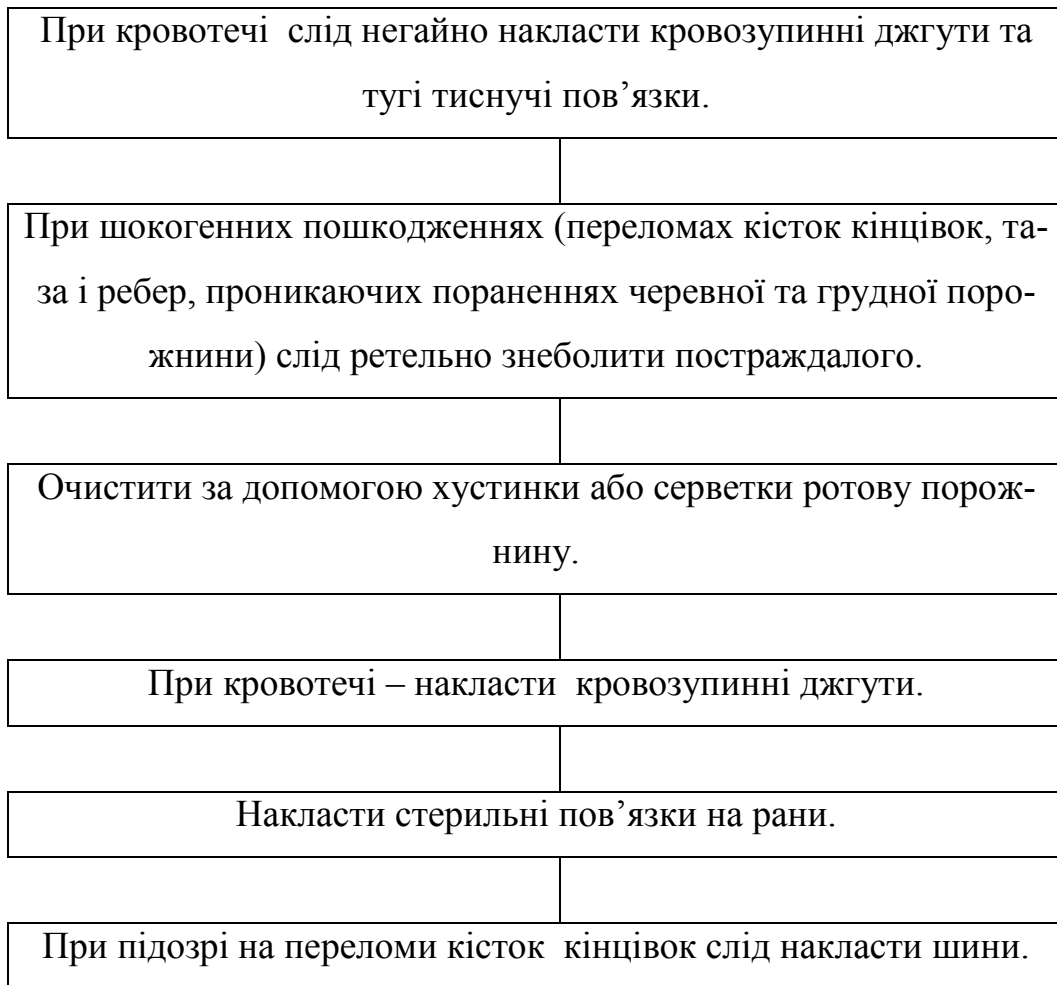 При кровотечі слід негайно накласти кровозупинні джгути та
тугі тиснучі пов’язки.
При шокогенних пошкодженнях (переломах кісток кінцівок, та-
за і ребер, проникаючих пораненнях черевної та грудної поро-
жнини) слід ретельно знеболити постраждалого.
Очистити за допомогою хустинки або серветки ротову порож-
нину.
При кровотечі – накласти кровозупинні джгути.
Накласти стерильні пов’язки на рани.
При підозрі на переломи кісток кінцівок слід накласти шини.